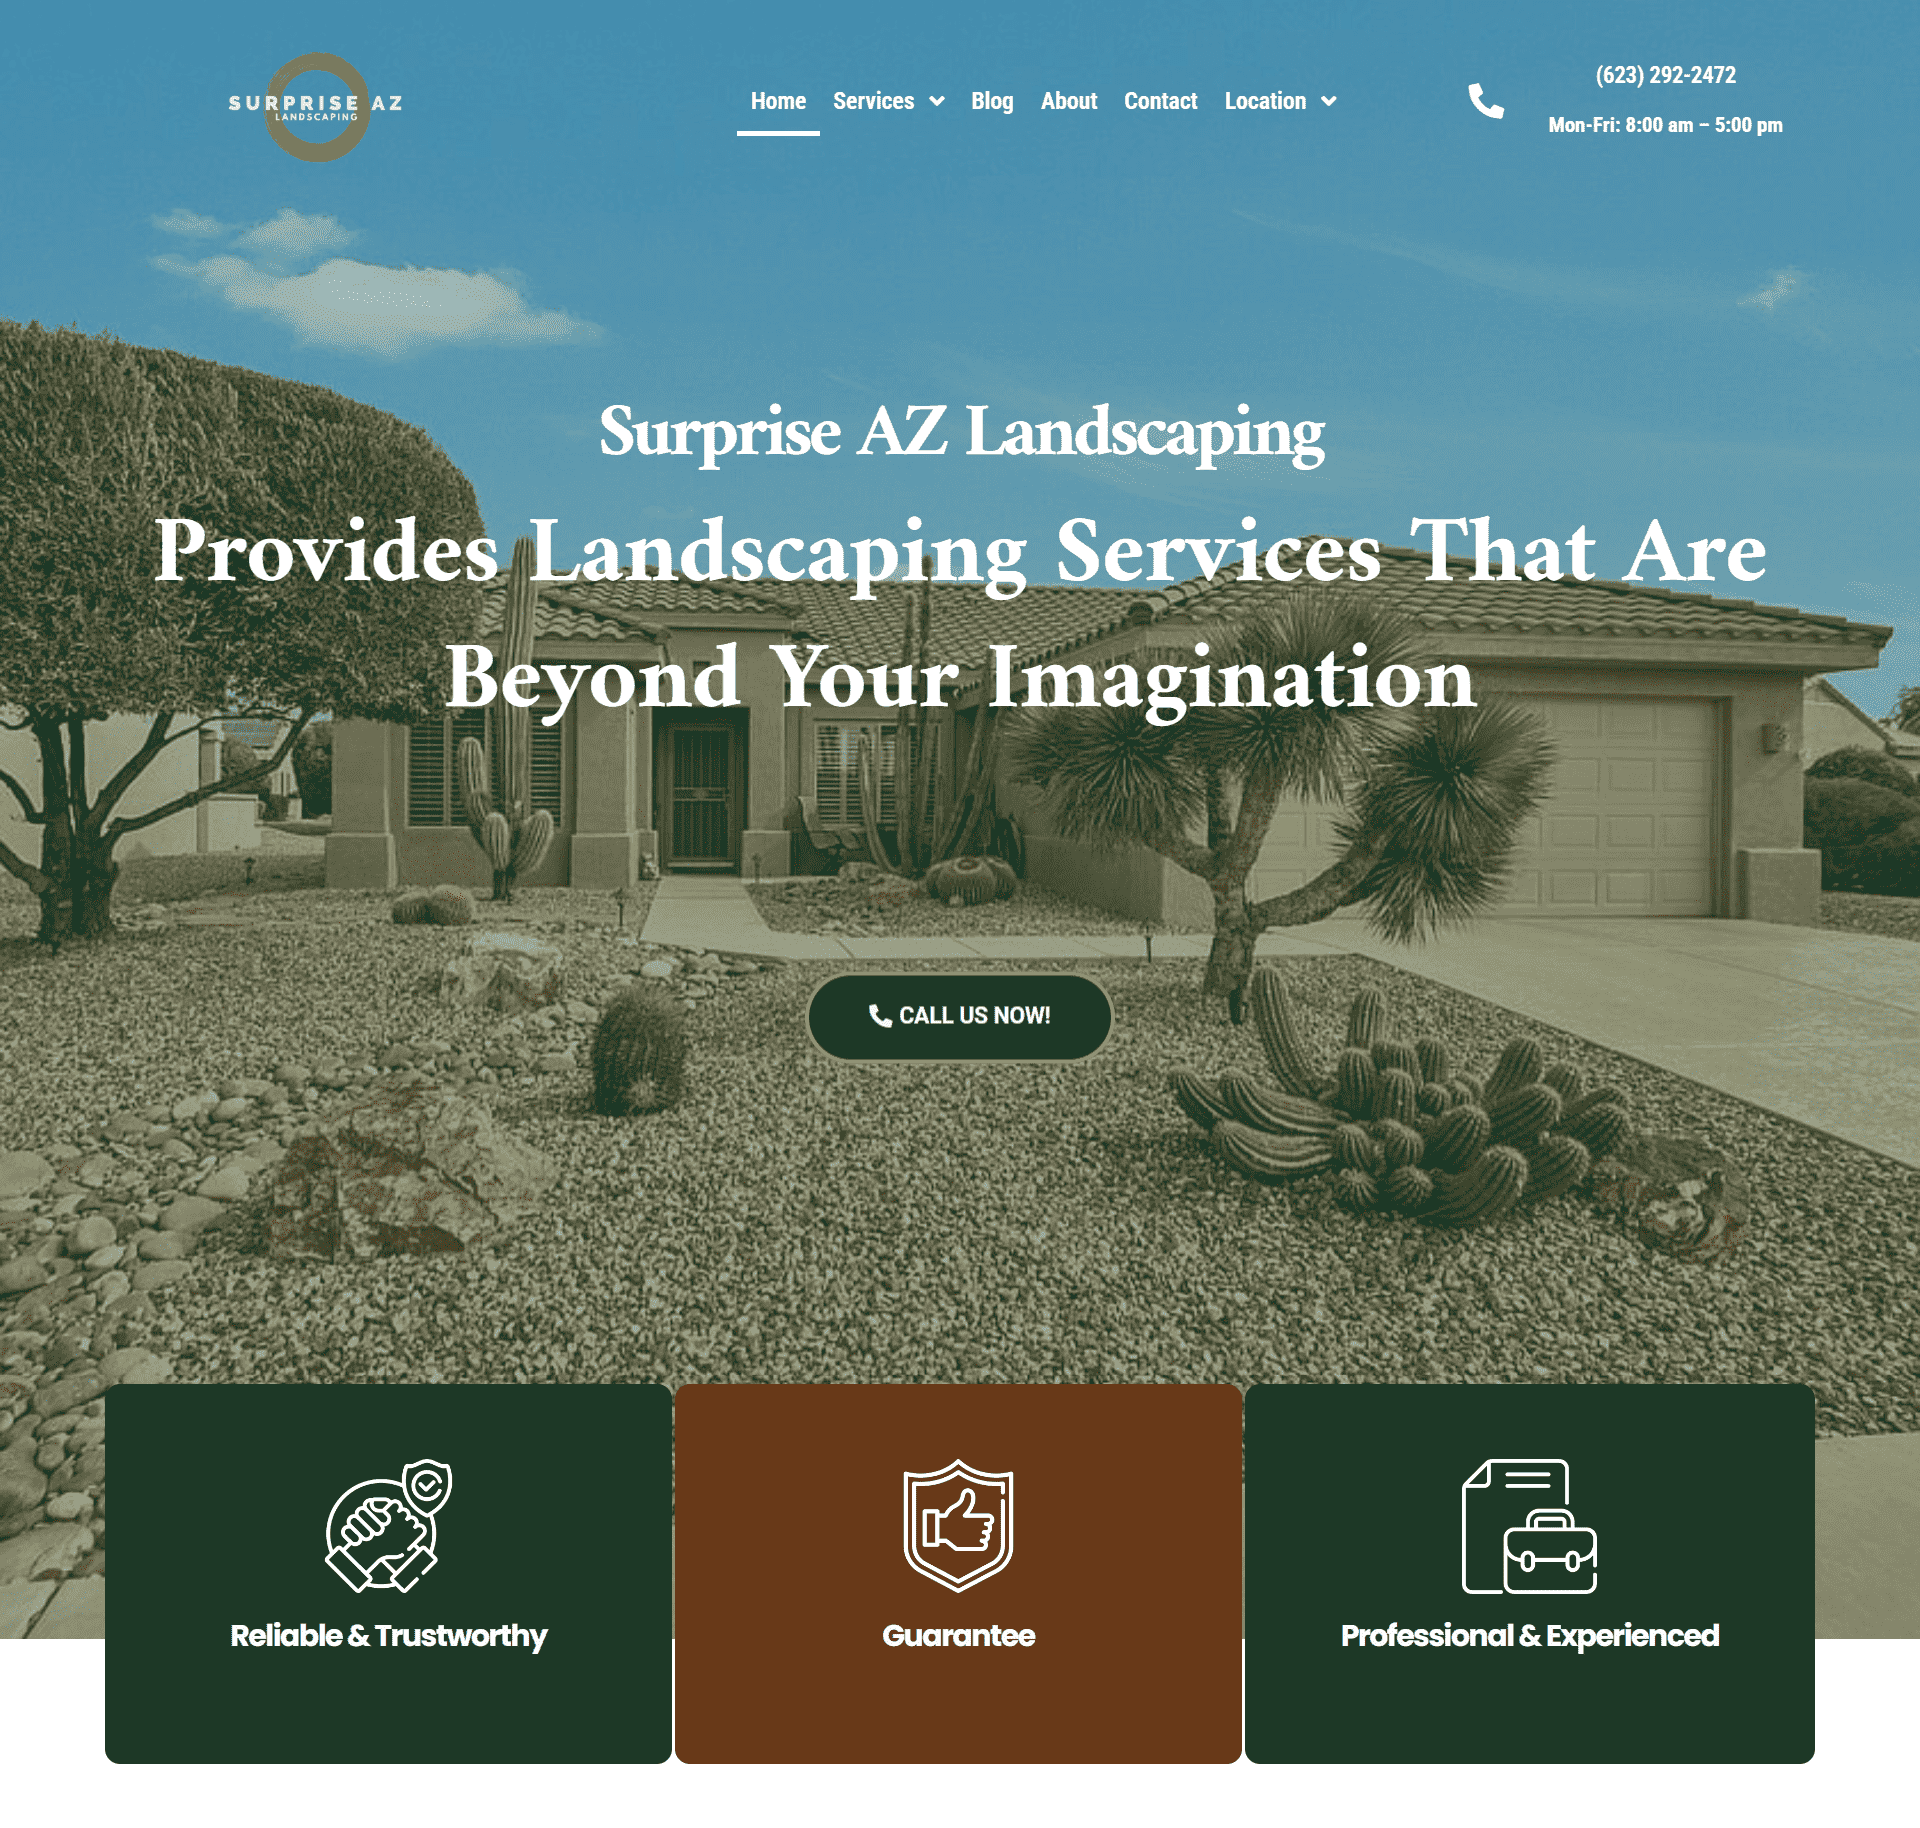 SURPRISE AZ
LANDSCAPING
Home Services Blog About Contact Location
(623) 292-2472
Mon-Fri: 8:00 am – 5:00 pm
Surprise AZ Landscaping
Provides Landscaping Services That Are
Beyond Your Imagination
CALL US NOW!
Reliable & Trustworthy
Guarantee
Professional & Experienced